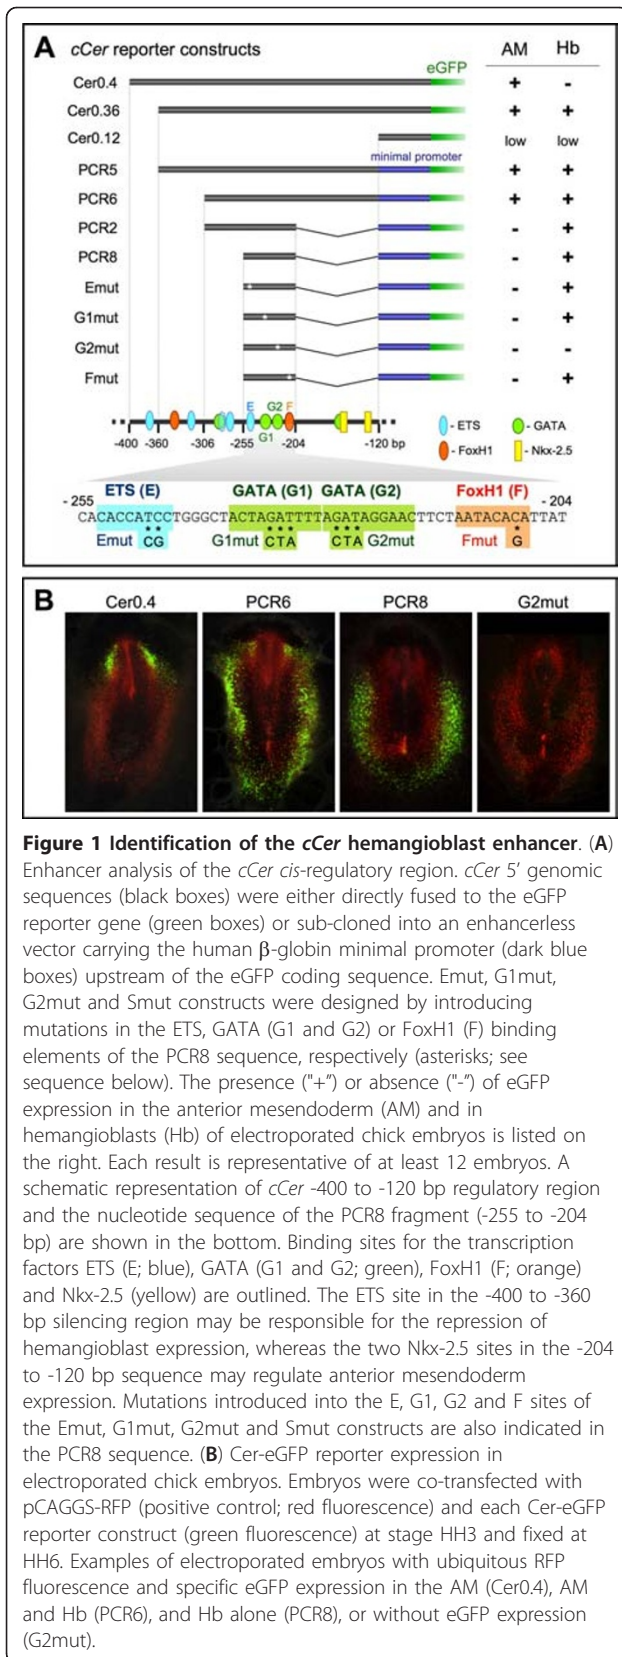 A cCer reporter constructs AM Hb
eGFP
Cer0.4 + -
Cer0.36 + +
Cer0.12 low low
minimal promoter
PCR5 + +
PCR6 + +
PCR2 - +
PCR8 - +
Emut - +
G1mut - +
G2mut - -
Fmut - +
E G2 F
G1
-400 -360 -306 -255 -204 -120 bp
- ETS - GATA
- FoxH1 - Nkx-2.5
ETS (E) GATA (G1) GATA (G2) FoxH1 (F)
- 255 - 204
CACACCATCCTGGGCTACTAGATTTTAGATAGGAACTTCTAATACACATTAT
** *** *** *
Emut CG G1mut CTA CTA G2mut Fmut G
B Cer0.4 PCR6 PCR8 G2mut
Figure 1 Identification of the cCer hemangioblast enhancer. (A)
Enhancer analysis of the cCer cis-regulatory region. cCer 5’ genomic
sequences (black boxes) were either directly fused to the eGFP
reporter gene (green boxes) or sub-cloned into an enhancerless
vector carrying the human β-globin minimal promoter (dark blue
boxes) upstream of the eGFP coding sequence. Emut, G1mut,
G2mut and Smut constructs were designed by introducing
mutations in the ETS, GATA (G1 and G2) or FoxH1 (F) binding
elements of the PCR8 sequence, respectively (asterisks; see
sequence below). The presence ("+") or absence ("-") of eGFP
expression in the anterior mesendoderm (AM) and in
hemangioblasts (Hb) of electroporated chick embryos is listed on
the right. Each result is representative of at least 12 embryos. A
schematic representation of cCer -400 to -120 bp regulatory region
and the nucleotide sequence of the PCR8 fragment (-255 to -204
bp) are shown in the bottom. Binding sites for the transcription
factors ETS (E; blue), GATA (G1 and G2; green), FoxH1 (F; orange)
and Nkx-2.5 (yellow) are outlined. The ETS site in the -400 to -360
bp silencing region may be responsible for the repression of
hemangioblast expression, whereas the two Nkx-2.5 sites in the -204
to -120 bp sequence may regulate anterior mesendoderm
expression. Mutations introduced into the E, G1, G2 and F sites of
the Emut, G1mut, G2mut and Smut constructs are also indicated in
the PCR8 sequence. (B) Cer-eGFP reporter expression in
electroporated chick embryos. Embryos were co-transfected with
pCAGGS-RFP (positive control; red fluorescence) and each Cer-eGFP
reporter construct (green fluorescence) at stage HH3 and fixed at
HH6. Examples of electroporated embryos with ubiquitous RFP
fluorescence and specific eGFP expression in the AM (Cer0.4), AM
and Hb (PCR6), and Hb alone (PCR8), or without eGFP expression
(G2mut).